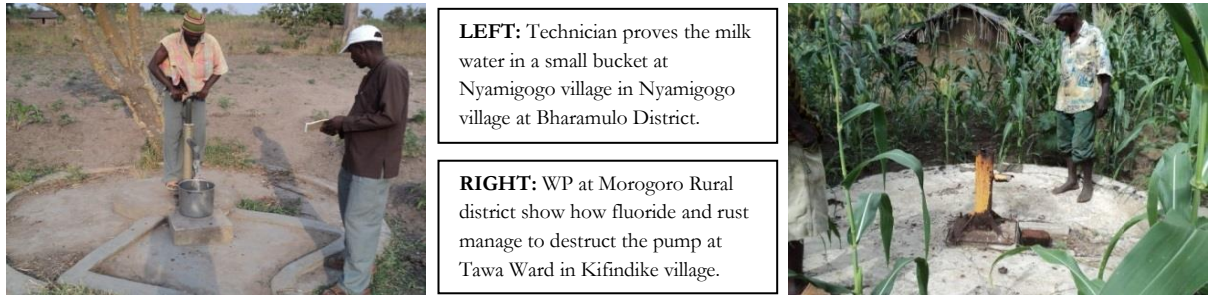 LEFT: Technician proves the milk
water in a small bucket at
Nyamigogo village in Nyamigogo
village at Bharamulo District.
RIGHT: WP at Morogoro Rural
district show how fluoride and rust
manage to destruct the pump at
Tawa Ward in Kifindike village.